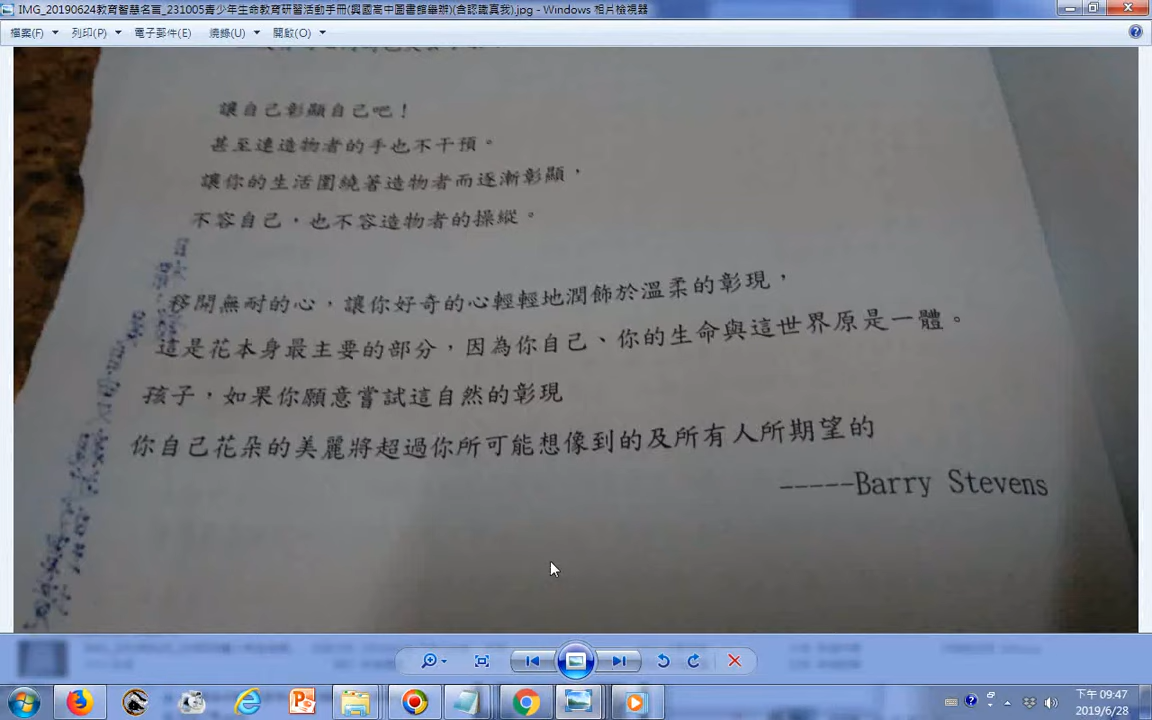 IMG_20190624教育智慧名言_231005青少年生命教育研習活動手冊(興國高中圖書館舉辦)(含認識真我).jpg - Windows 相片檢視器
檔案(F) 列印(P) 電子郵件(E) 燒錄(U) 開啟(O)
讓自己彰顯自己吧！
甚至連造物者的手也不干預。
讓你的生活圍繞著造物者而逐漸彰顯，
不容自己，也不容造物者的操縱。
移開無耐的心，讓你好奇的心輕輕地潤飾於溫柔的彰現，
這是花本身最主要的部分，因為你自己、你的生命與這世界原是一體。
孩子，如果你願意嘗試這自然的彰現
你自己花朵的美麗將超過你所可能想像到的及所有人所期望的
-----Barry Stevens
下午 09:47
2019/6/28